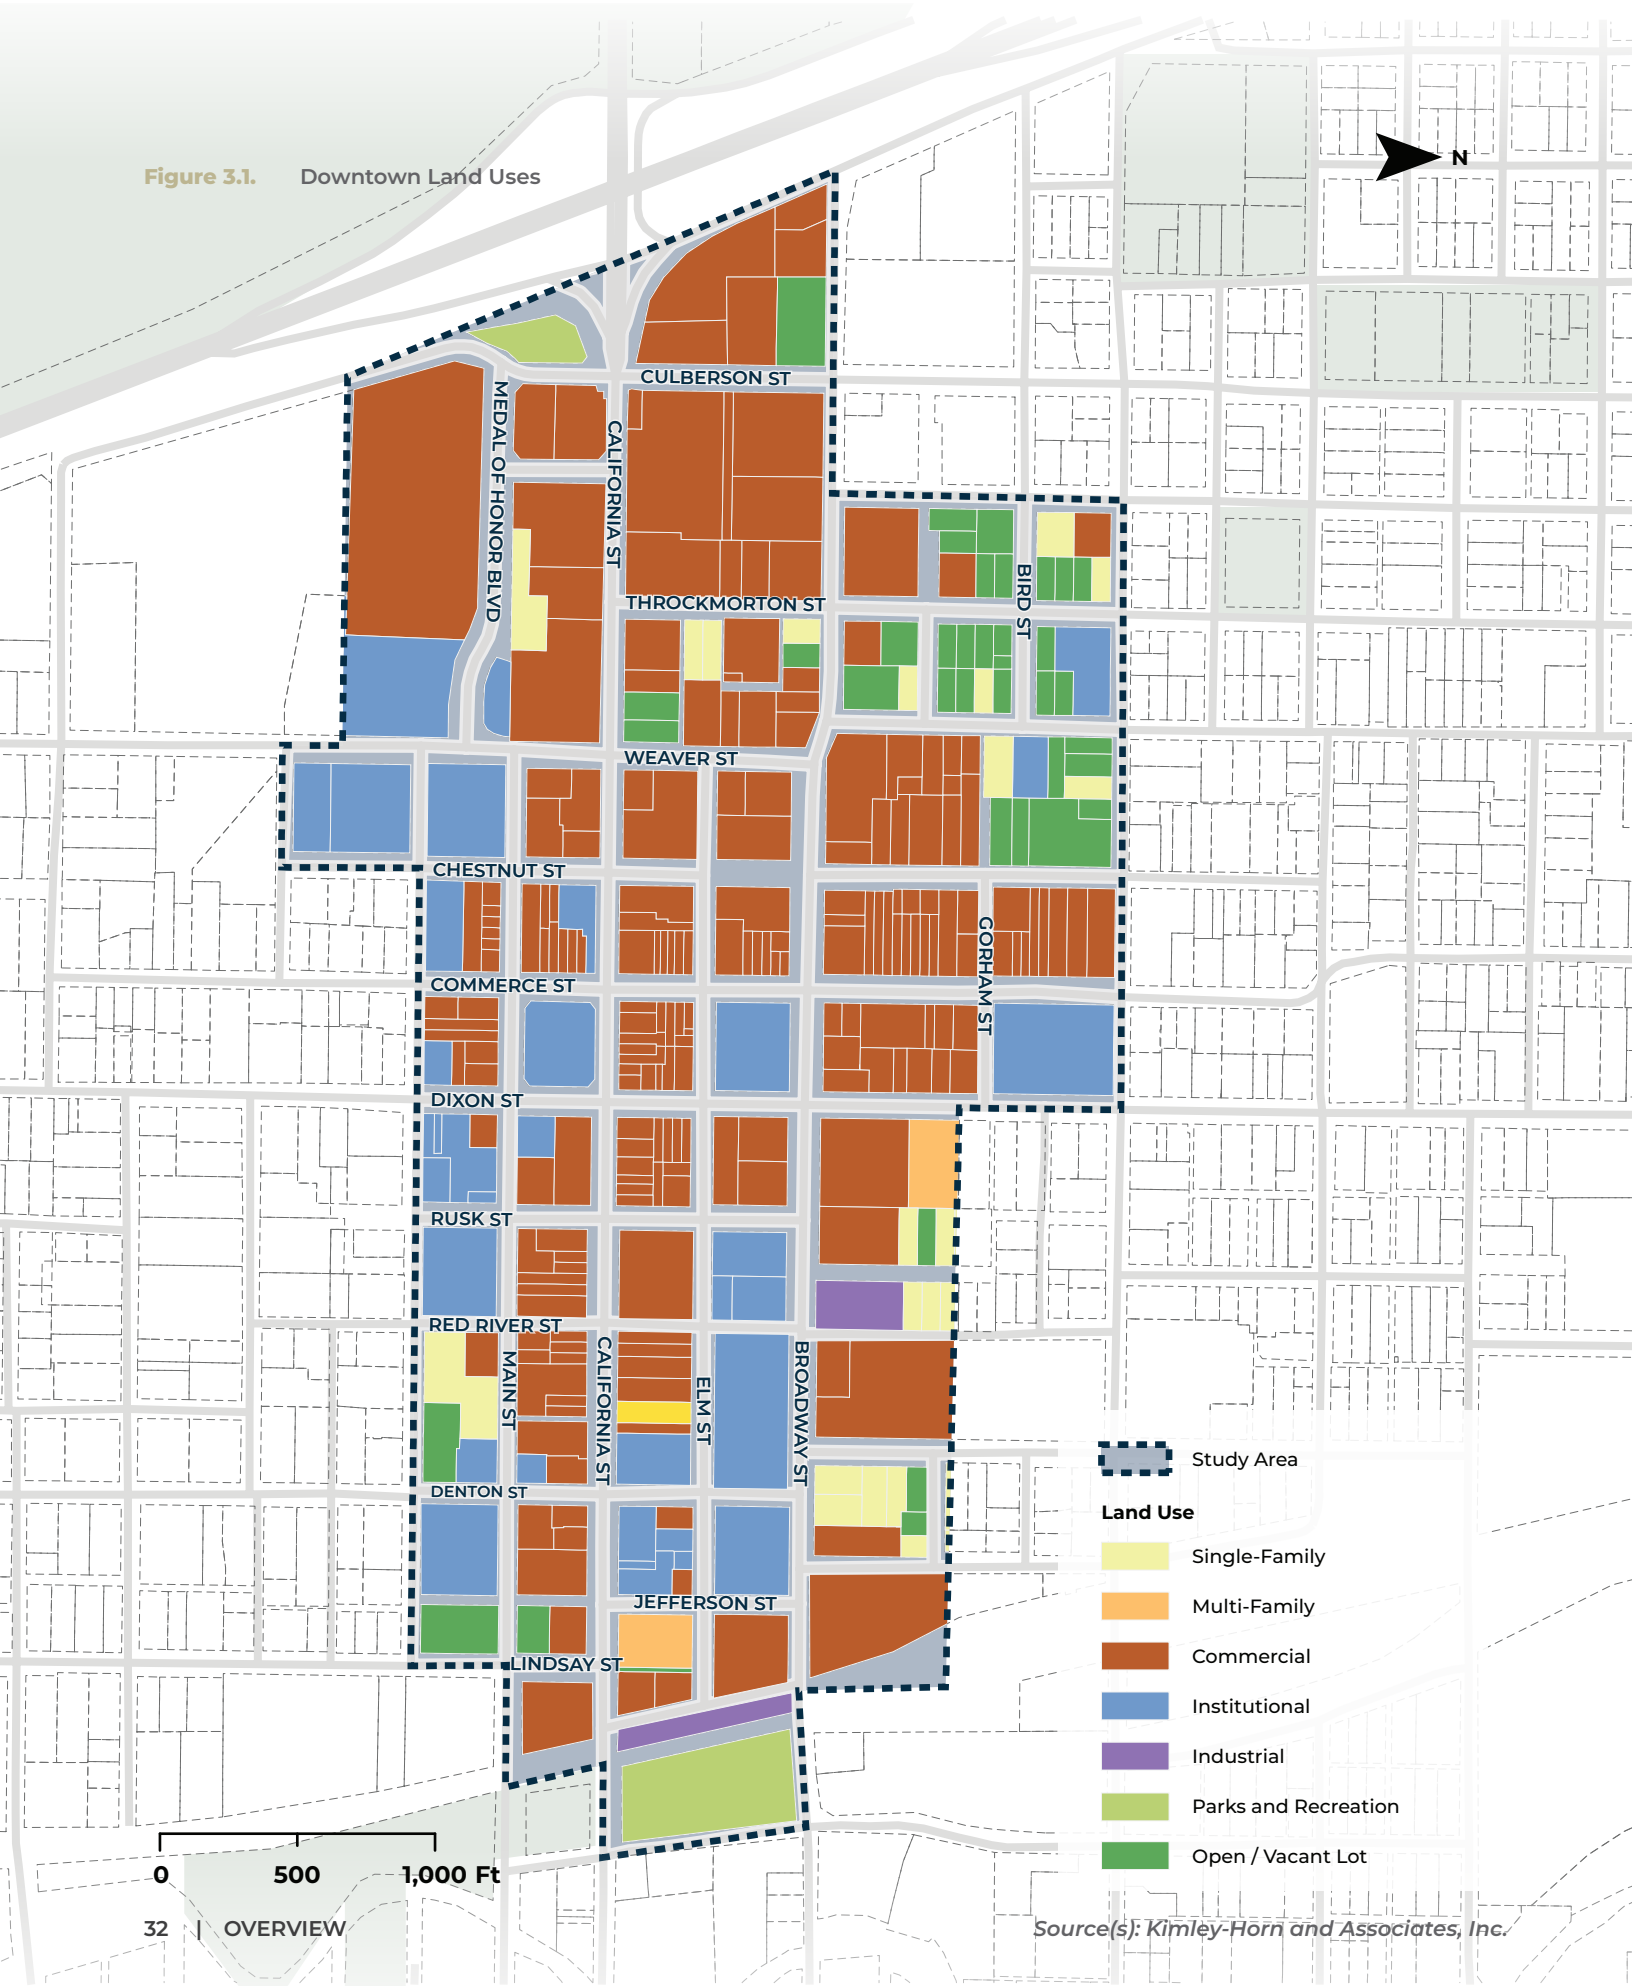 N
Figure 3.1. Downtown Land Uses
CULBERSON ST
MEDAL OF HONOR BLVD
CALIFORNIA ST
THROCKMORTON ST
BIRD ST
WEAVER ST
CHESTNUT ST
GORHAM ST
COMMERCE ST
DIXON ST
RUSK ST
RED RIVER ST
MAIN ST
CALIFORNIA ST
ELM ST
BROADWAY ST
DENTON ST
JEFFERSON ST
LINDSAY ST
Study Area
Land Use
Single-Family
Multi-Family
Commercial
Institutional
Industrial
Parks and Recreation
Open / Vacant Lot
0 500 1,000 Ft
32 | OVERVIEW
Source(s): Kimley-Horn and Associates, Inc.